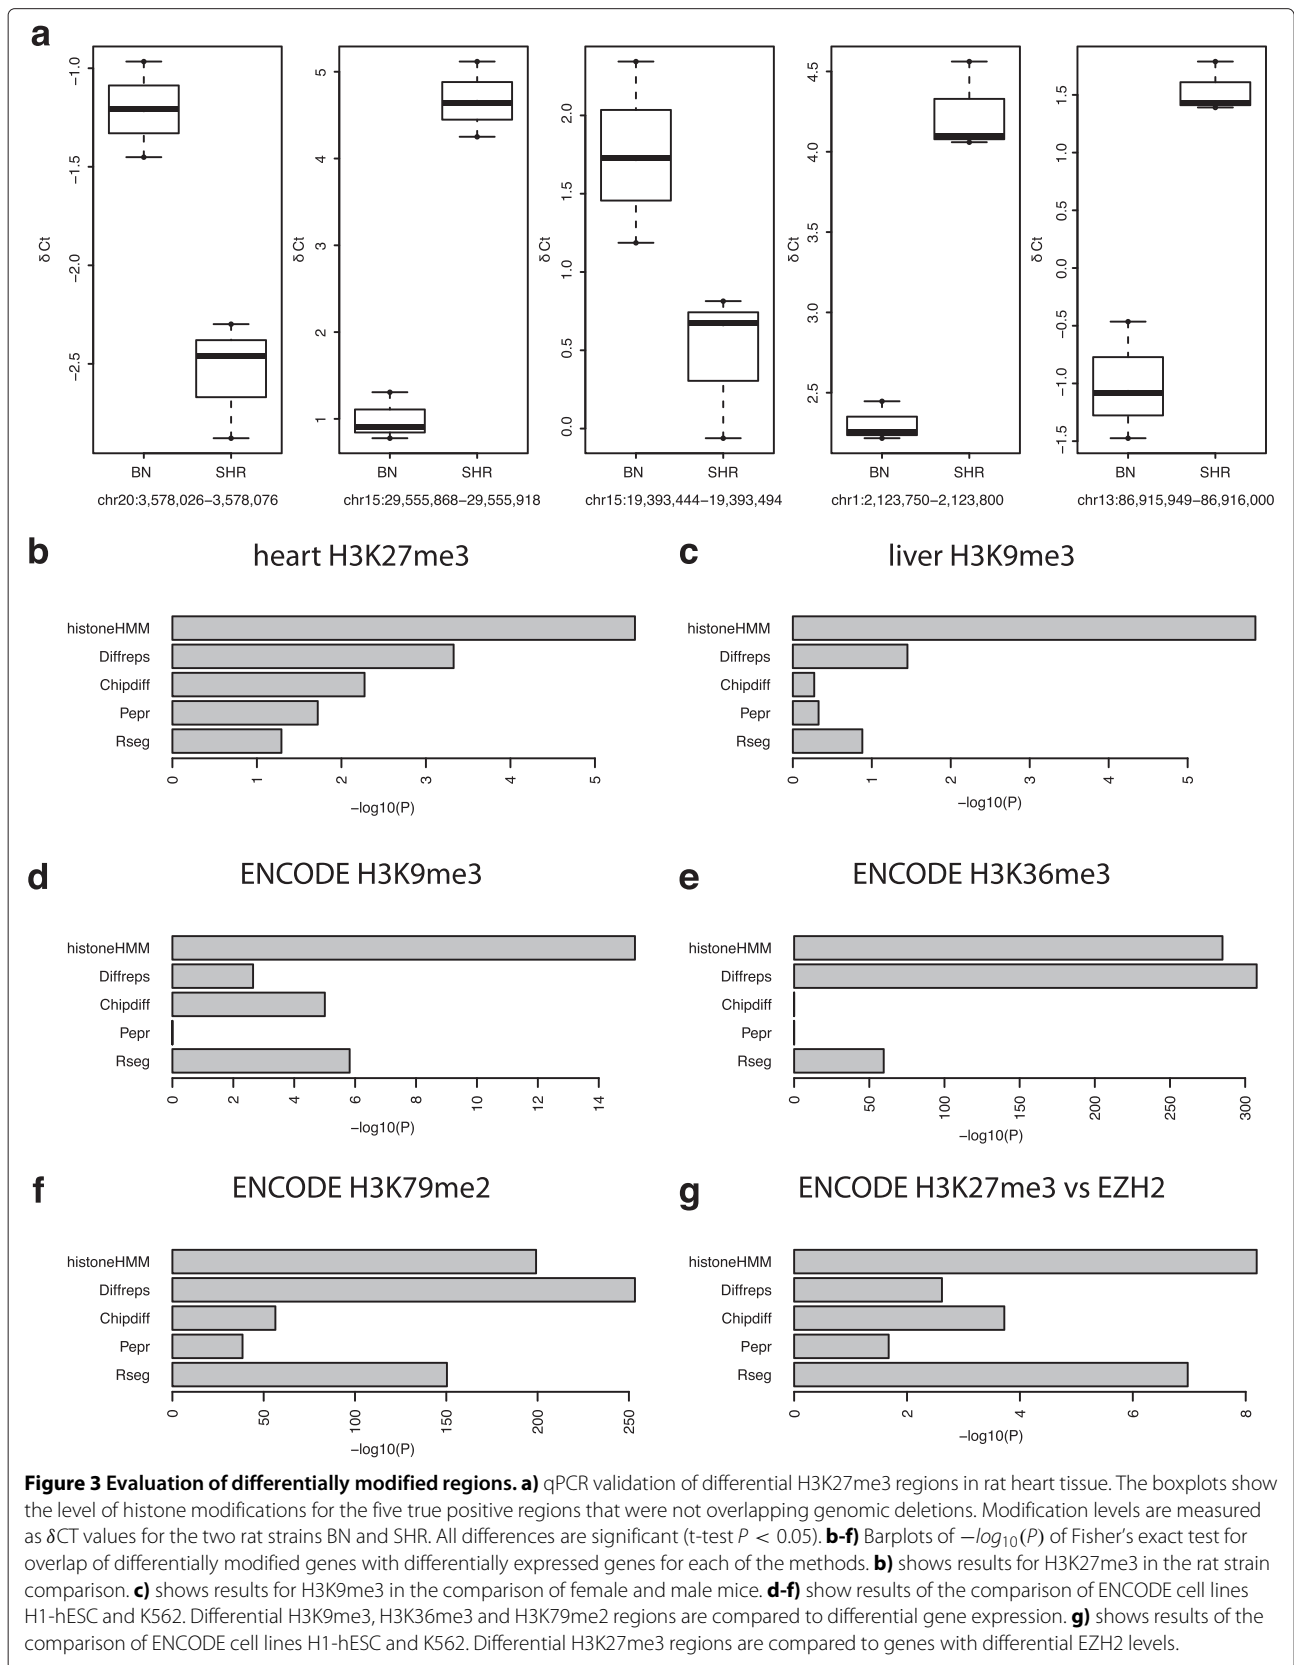 a
−1.0
−1.5
−2.0
−2.5
δ Ct
BN SHR
chr20:3,578,026−3,578,076
5
4
3
2
1
δ Ct
BN SHR
chr15:29,555,868−29,555,918
2.0
1.5
1.0
0.5
0.0
δ Ct
BN SHR
chr15:19,393,444−19,393,494
4.5
4.0
3.5
3.0
2.5
δ Ct
BN SHR
chr1:2,123,750−2,123,800
1.5
1.0
0.5
0.0
−0.5
−1.0
−1.5
δ Ct
BN SHR
chr13:86,915,949−86,916,000
b
heart H3K27me3
histoneHMM
Diffreps
Chipdiff
Pepr
Rseg
0 1 2 3 4 5
−log10(P)
c
liver H3K9me3
histoneHMM
Diffreps
Chipdiff
Pepr
Rseg
0 1 2 3 4 5
−log10(P)
d
ENCODE H3K9me3
histoneHMM
Diffreps
Chipdiff
Pepr
Rseg
0 2 4 6 8 10 12 14
−log10(P)
e
ENCODE H3K36me3
histoneHMM
Diffreps
Chipdiff
Pepr
Rseg
0 50 100 150 200 250 300
−log10(P)
f
ENCODE H3K79me2
histoneHMM
Diffreps
Chipdiff
Pepr
Rseg
0 50 100 150 200 250
−log10(P)
g
ENCODE H3K27me3 vs EZH2
histoneHMM
Diffreps
Chipdiff
Pepr
Rseg
0 2 4 6 8
−log10(P)
Figure 3 Evaluation of differentially modified regions. a) qPCR validation of differential H3K27me3 regions in rat heart tissue. The boxplots show
the level of histone modifications for the five true positive regions that were not overlapping genomic deletions. Modification levels are measured
as δCT values for the two rat strains BN and SHR. All differences are significant (t-test P < 0.05). b-f) Barplots of −log10(P) of Fisher's exact test for
overlap of differentially modified genes with differentially expressed genes for each of the methods. b) shows results for H3K27me3 in the rat strain
comparison. c) shows results for H3K9me3 in the comparison of female and male mice. d-f) show results of the comparison of ENCODE cell lines
H1-hESC and K562. Differential H3K9me3, H3K36me3 and H3K79me2 regions are compared to differential gene expression. g) shows results of the
comparison of ENCODE cell lines H1-hESC and K562. Differential H3K27me3 regions are compared to genes with differential EZH2 levels.